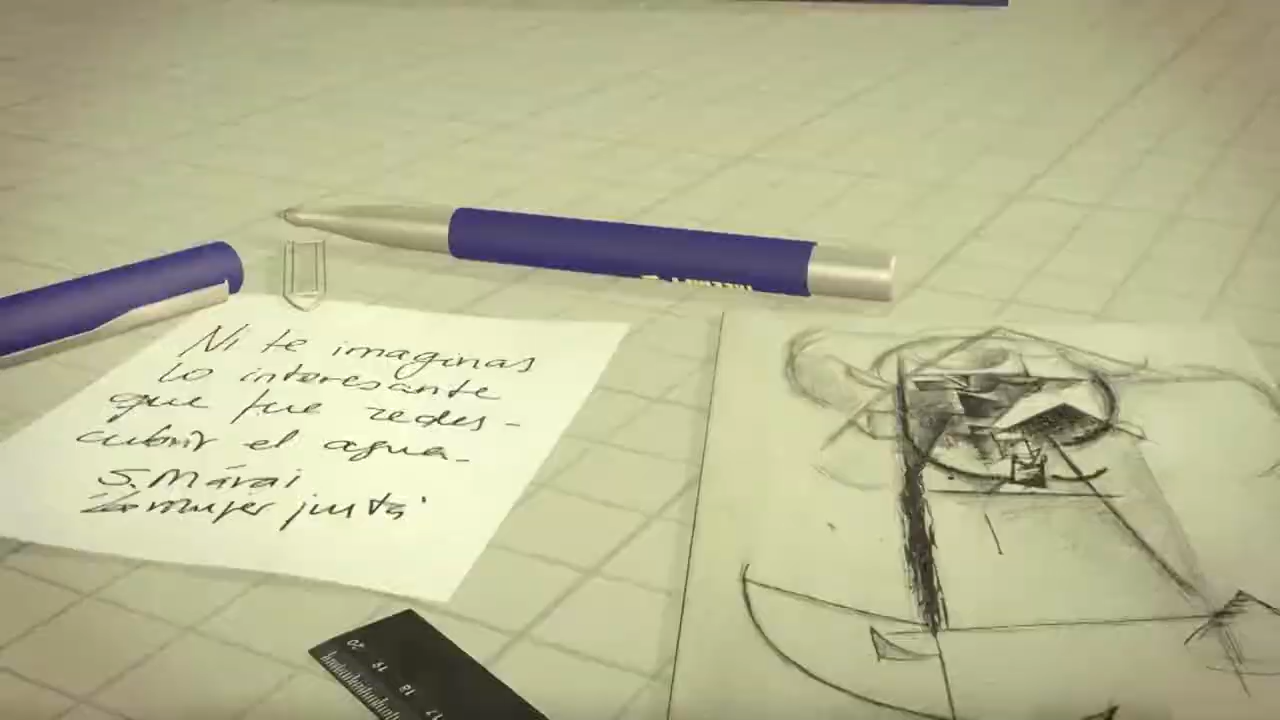 Ni te imaginas
lo interesante
que fue redes-
cubrir el agua.
S. Márai
"La mujer justa"
20 19 18 17